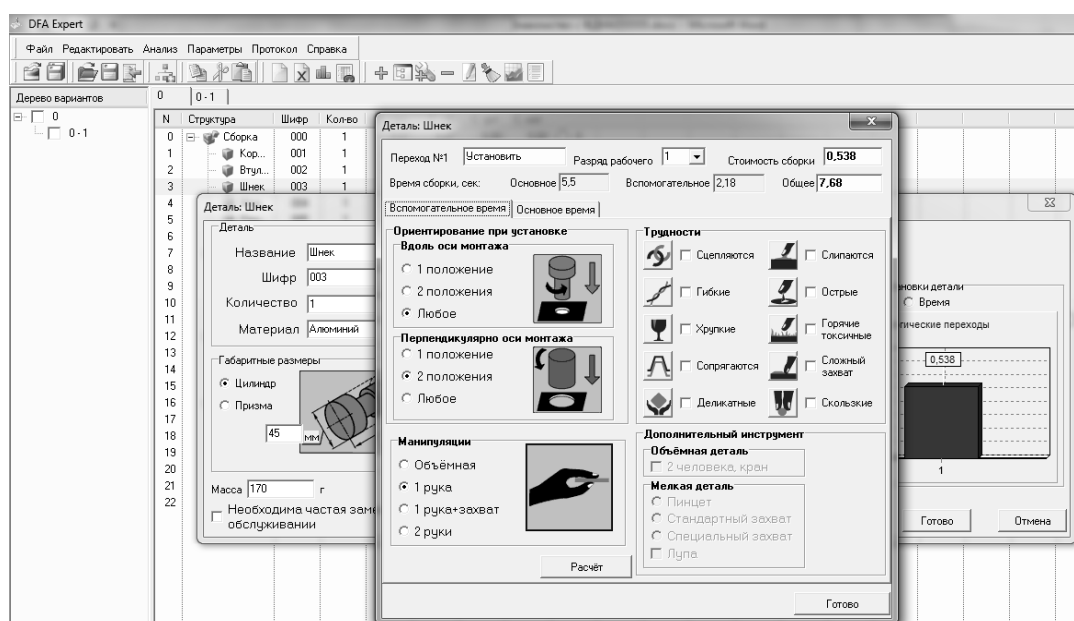 DFA Expert
Файл Редактировать Анализ Параметры Протокол Справка
Дерево вариантов
0
0 - 1
0
0 - 1
N Структура Шифр Кол-во
0 Сборка 000 1
1 Кор... 001 1
2 Втул... 002 1
3 Шнек 003 1
4
5
6
7
8
9
10
11
12
13
14
15
16
17
18
19
20
21
22
Деталь: Шнек
Деталь
Название Шнек
Шифр 003
Количество 1
Материал Алюминий
Габаритные размеры
Цилиндр
Призма
45 мм
Масса 170 г
Необходима частая
обслуживании
Деталь: Шнек
Переход №1 Установить Разряд рабочего 1 Стоимость сборки 0,538
Время сборки, сек: Основное 5,5 Вспомогательное 2,18 Общее 7,68
Вспомогательное время Основное время
Ориентирование при установке
Вдоль оси монтажа
1 положение
2 положения
Любое
Перпендикулярно оси монтажа
1 положение
2 положения
Любое
Манипуляции
Объёмная
1 рука
1 рука+захват
2 руки
Расчёт
Трудности
Сцепляются Слипаются
Гибкие Острые
Хрупкие Горячие токсичные
Сопрягаются Сложный захват
Деликатные Скользкие
Дополнительный инструмент
Объёмная деталь
2 человека, кран
Мелкая деталь
Пинцет
Стандартный захват
Специальный захват
Лупа
Готово
детали
Время
переходы
0,538
1
Готово Отмена